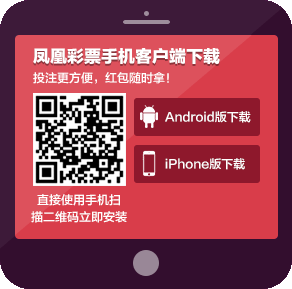 凤凰彩票手机客户端下载
投注更方便，红包随时拿！
Android版下载
iPhone版下载
直接使用手机扫
描二维码立即安装